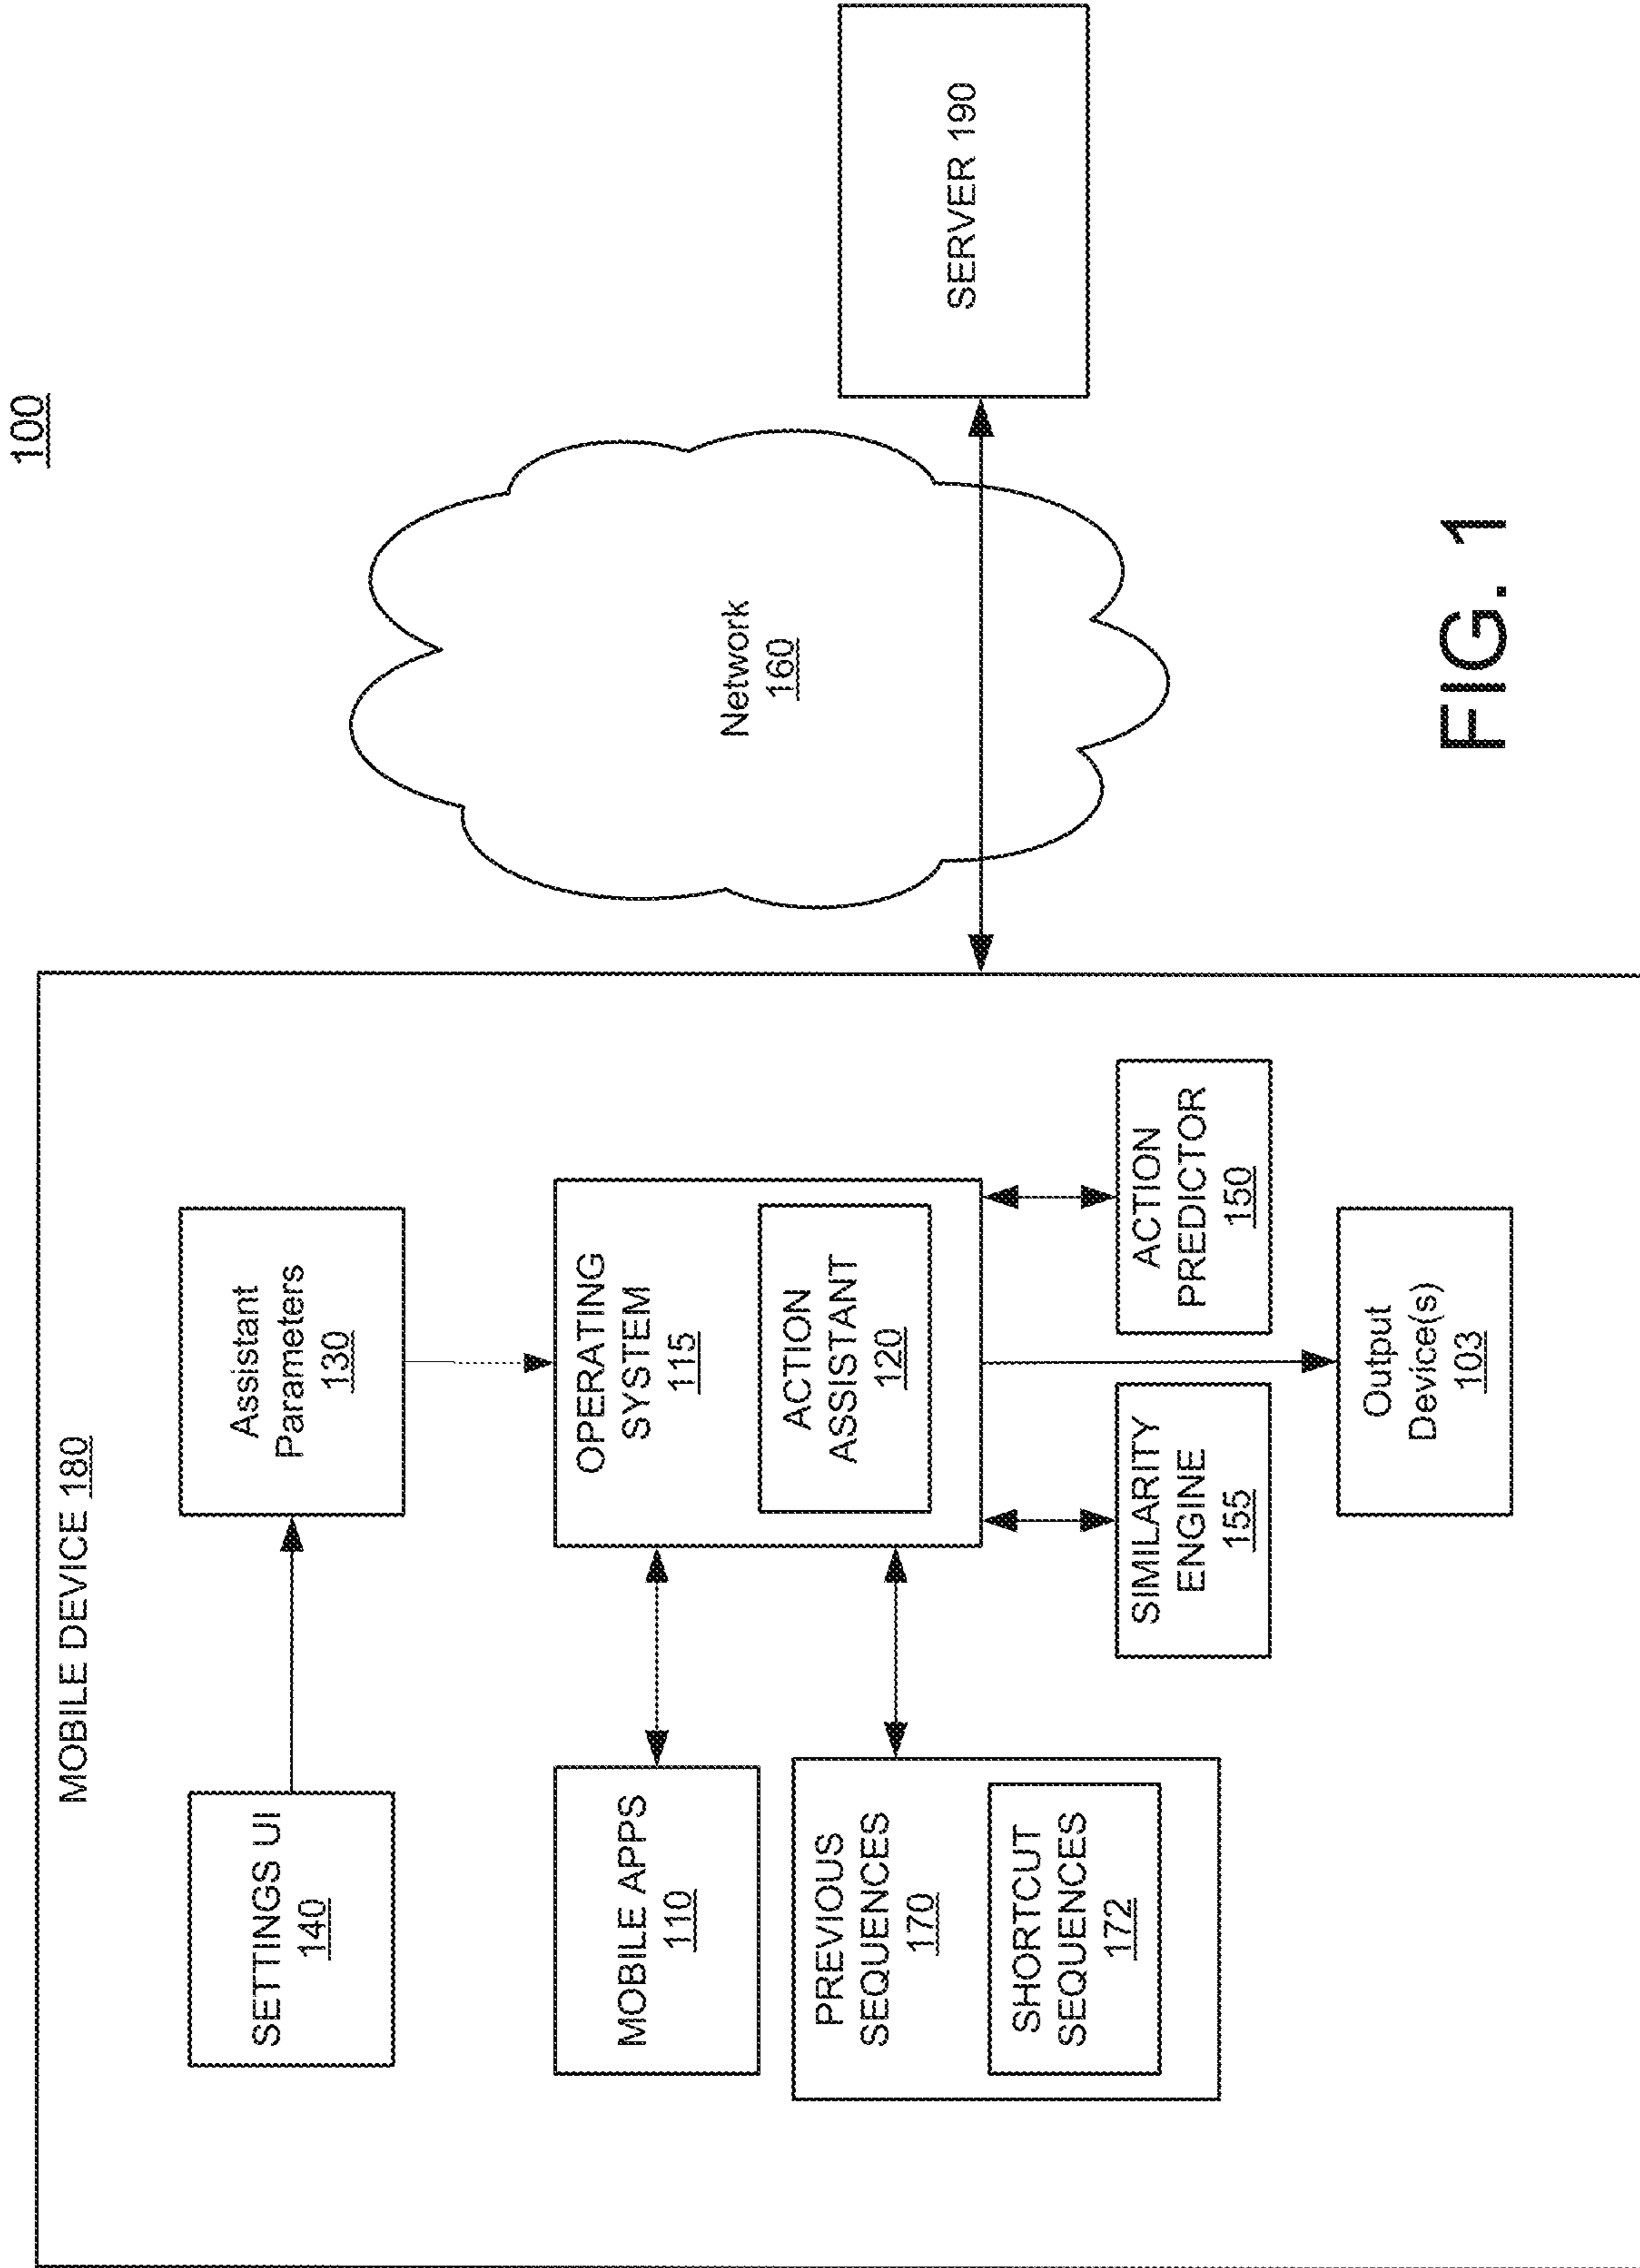 100
MOBILE DEVICE 180
SETTINGS UI
140
Assistant
Parameters
130
MOBILE APPS
110
OPERATING
SYSTEM
115
ACTION
ASSISTANT
120
PREVIOUS
SEQUENCES
170
SHORTCUT
SEQUENCES
172
SIMILARITY
ENGINE
155
ACTION
PREDICTOR
150
Output
Device(s)
103
Network
160
SERVER 190
FIG. 1